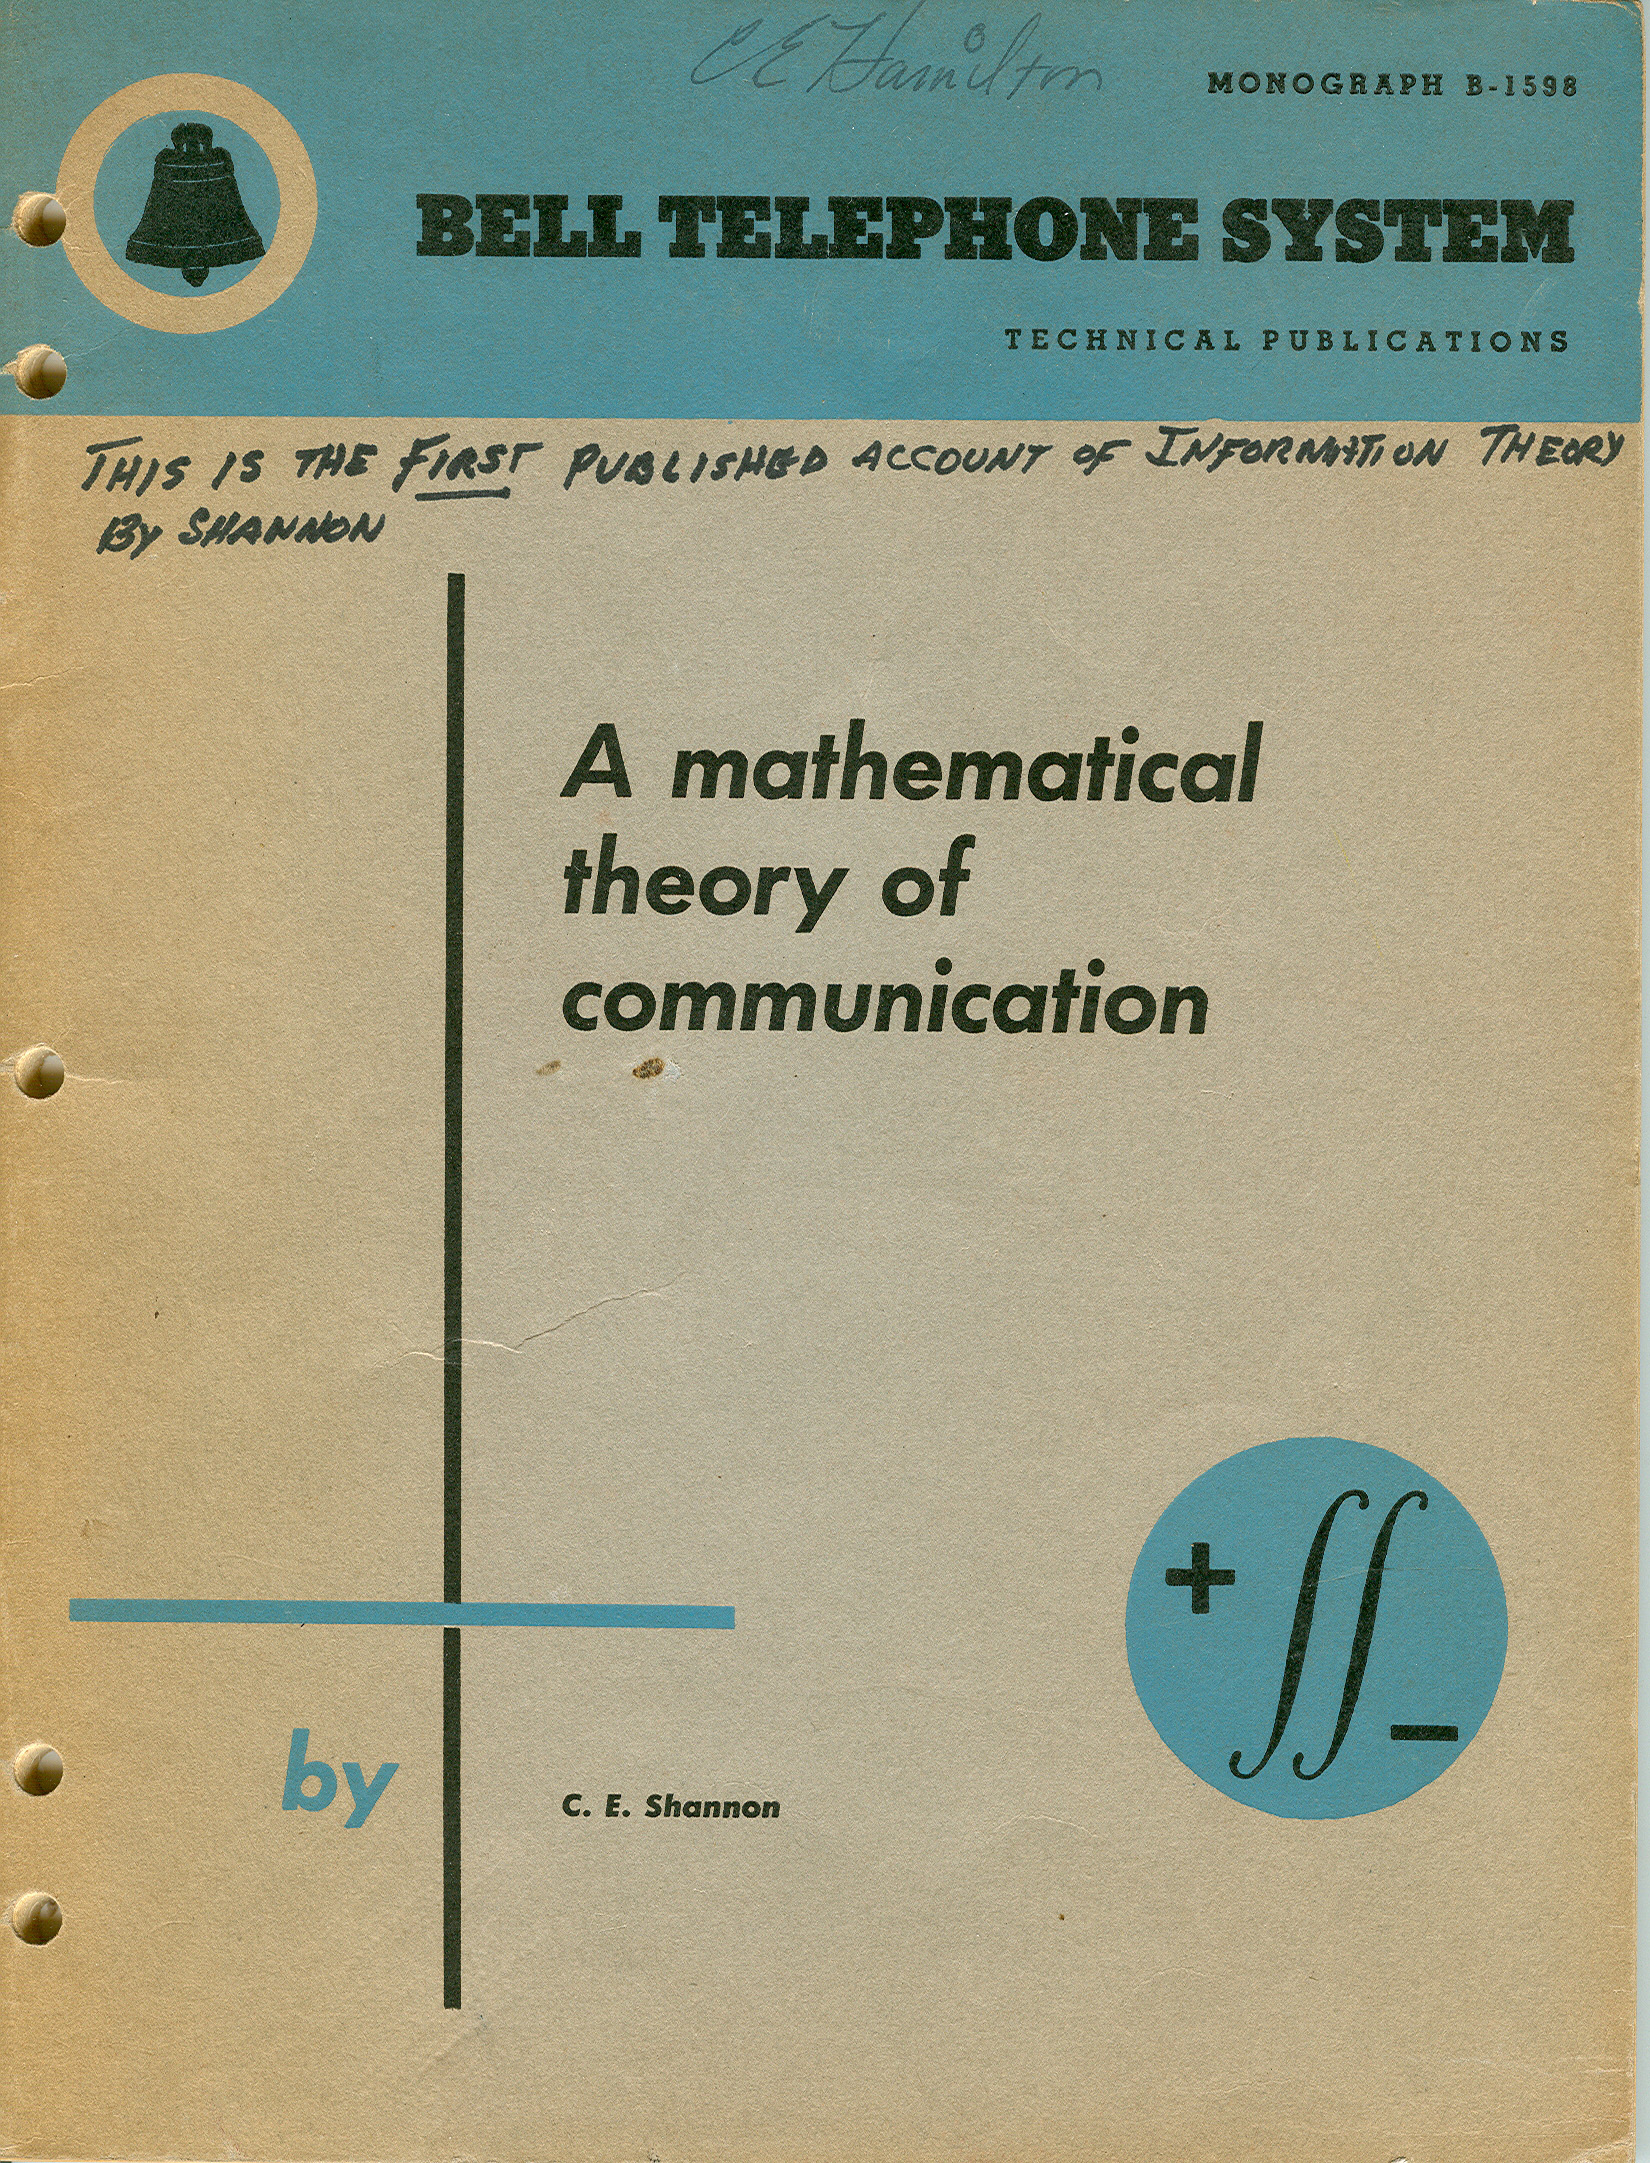 C E Hamilton
MONOGRAPH B-1598
BELL TELEPHONE SYSTEM
TECHNICAL PUBLICATIONS
THIS IS THE FIRST PUBLISHED ACCOUNT OF INFORMATION THEORY
By SHANNON
A mathematical
theory of
communication
+ ∬ −
by
C. E. Shannon